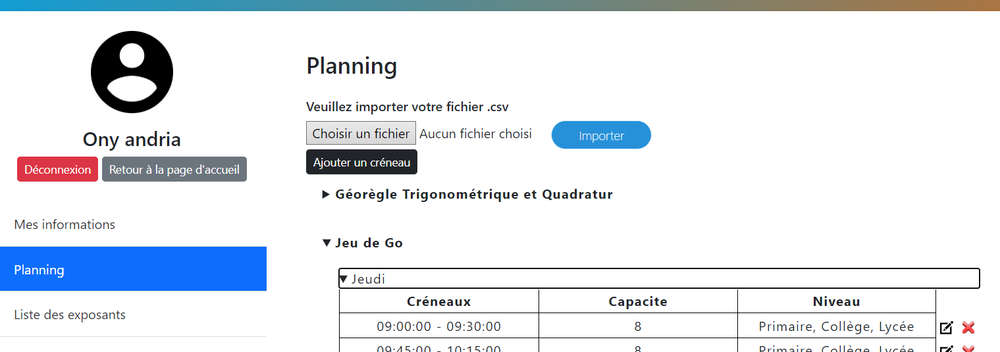 Ony andria
Déconnexion Retour à la page d'accueil
Mes informations
Planning
Liste des exposants
Planning
Veuillez importer votre fichier .csv
Choisir un fichier Aucun fichier choisi Importer
Ajouter un créneau
Géorègle Trigonométrique et Quadratur
Jeu de Go
Jeudi
Créneaux Capacite Niveau
09:00:00 - 09:30:00 8 Primaire, Collège, Lycée
09:45:00 - 10:15:00 8 Primaire, Collège, Lycée